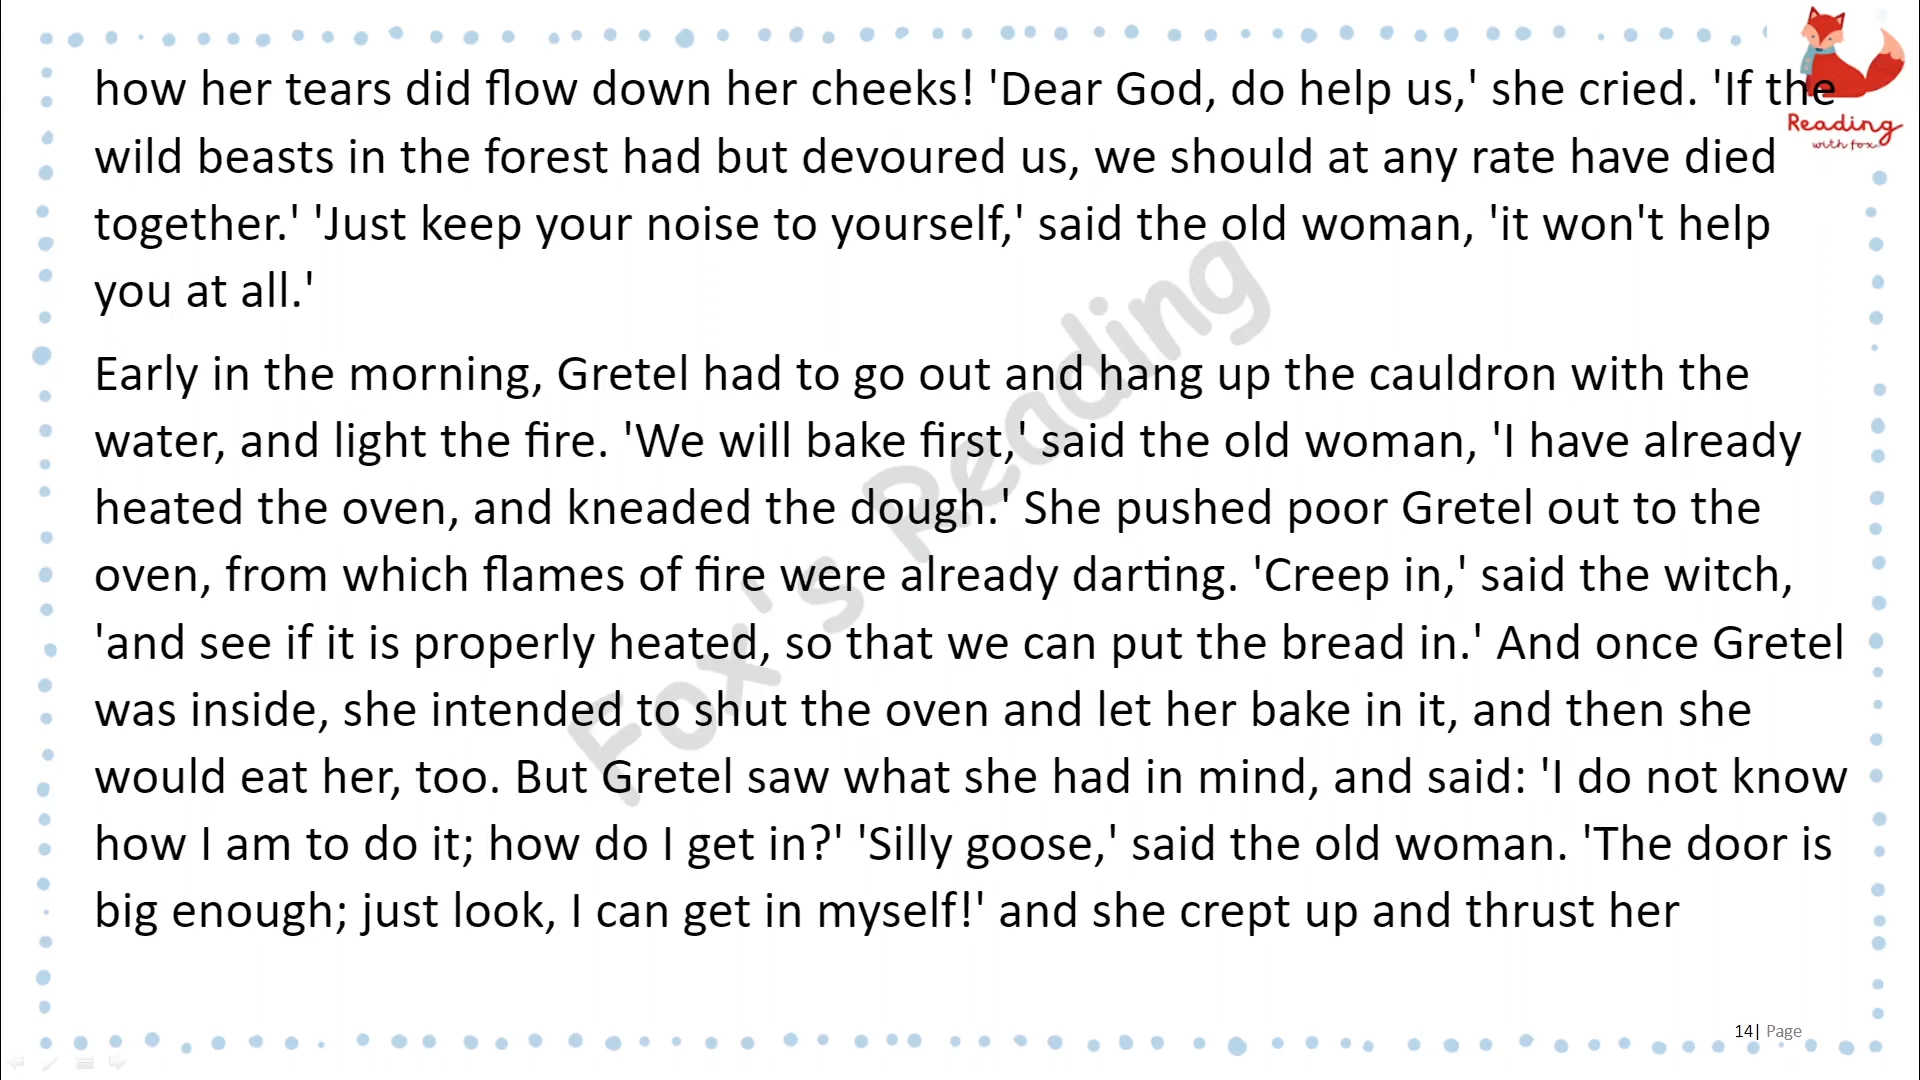 how her tears did flow down her cheeks! 'Dear God, do help us,' she cried. 'If the
wild beasts in the forest had but devoured us, we should at any rate have died
together.' 'Just keep your noise to yourself,' said the old woman, 'it won't help
you at all.'
Early in the morning, Gretel had to go out and hang up the cauldron with the
water, and light the fire. 'We will bake first,' said the old woman, 'I have already
heated the oven, and kneaded the dough.' She pushed poor Gretel out to the
oven, from which flames of fire were already darting. 'Creep in,' said the witch,
'and see if it is properly heated, so that we can put the bread in.' And once Gretel
was inside, she intended to shut the oven and let her bake in it, and then she
would eat her, too. But Gretel saw what she had in mind, and said: 'I do not know
how I am to do it; how do I get in?' 'Silly goose,' said the old woman. 'The door is
big enough; just look, I can get in myself!' and she crept up and thrust her
Reading
with fox
Fox's Reading
14| Page